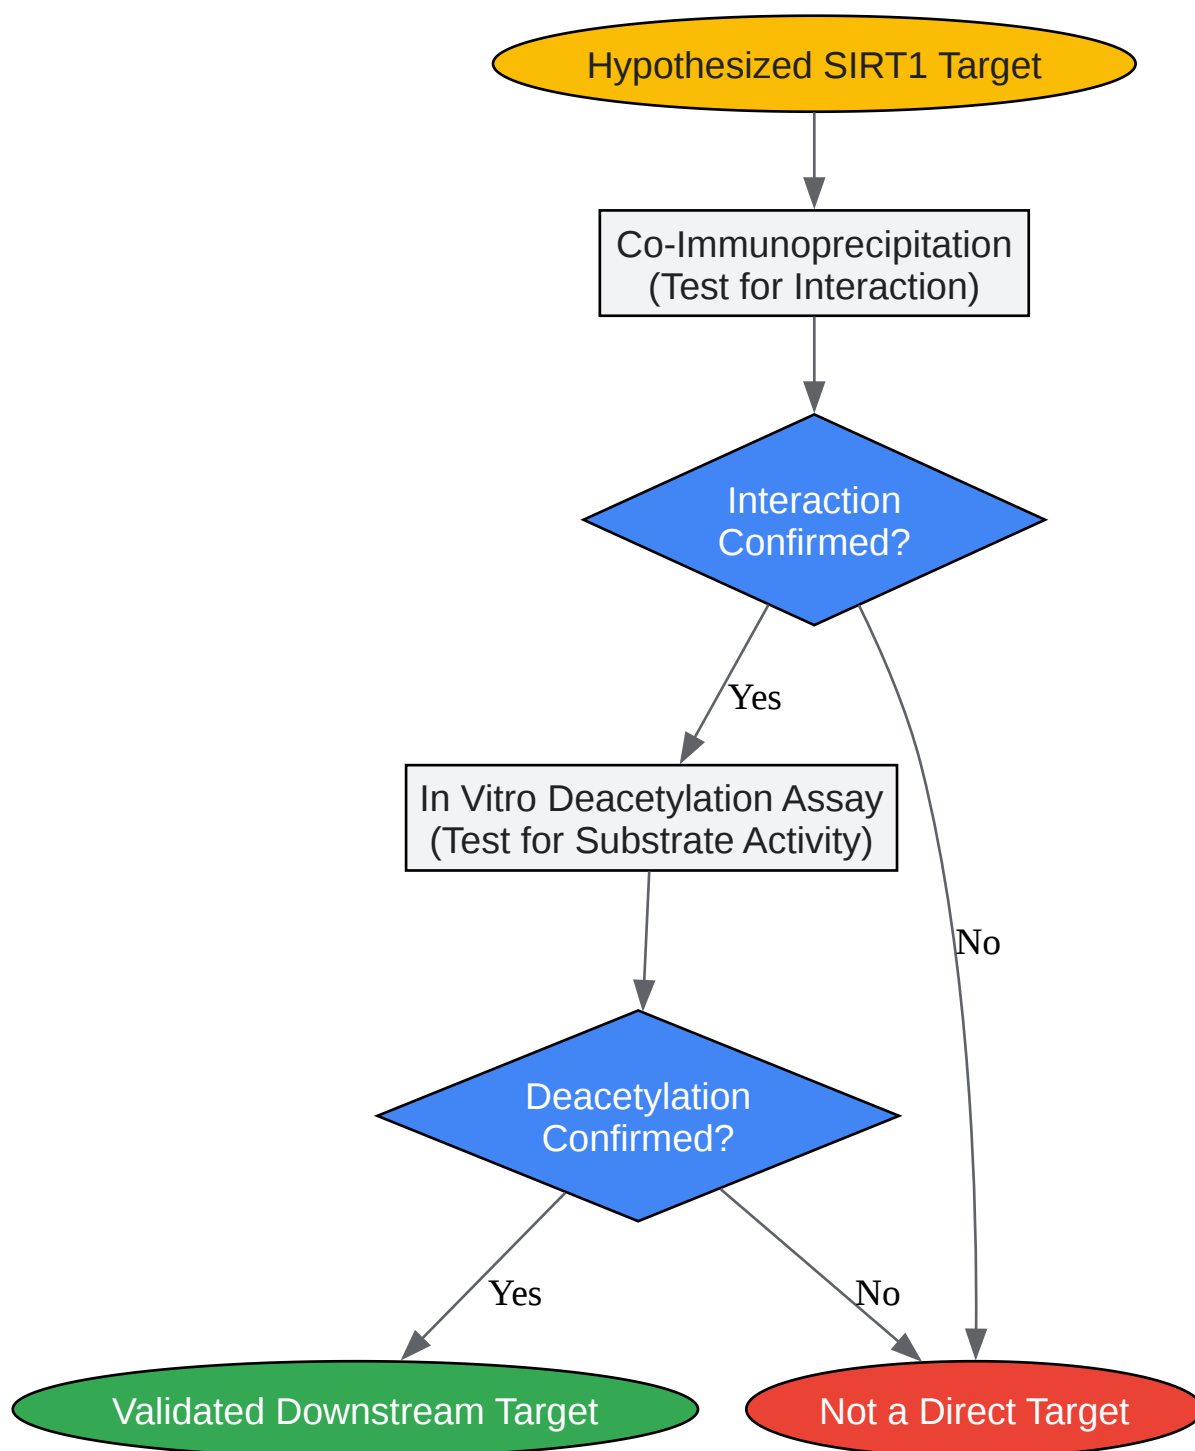 Hypothesized SIRT1 Target
Co-Immunoprecipitation
(Test for Interaction)
Interaction
Confirmed?
Yes
In Vitro Deacetylation Assay
(Test for Substrate Activity)
No
Deacetylation
Confirmed?
Yes
No
Validated Downstream Target
Not a Direct Target